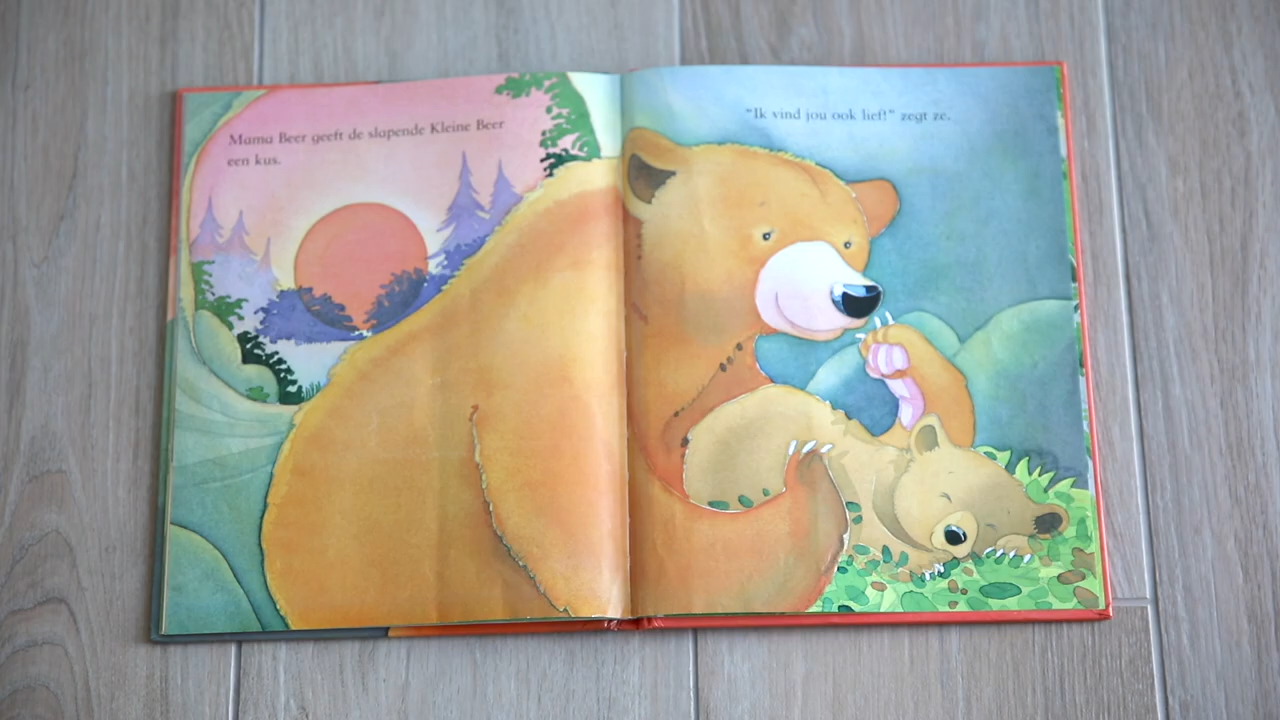 Mama Beer geeft de slapende Kleine Beer
een kus.
“Ik vind jou ook lief!” zegt ze.